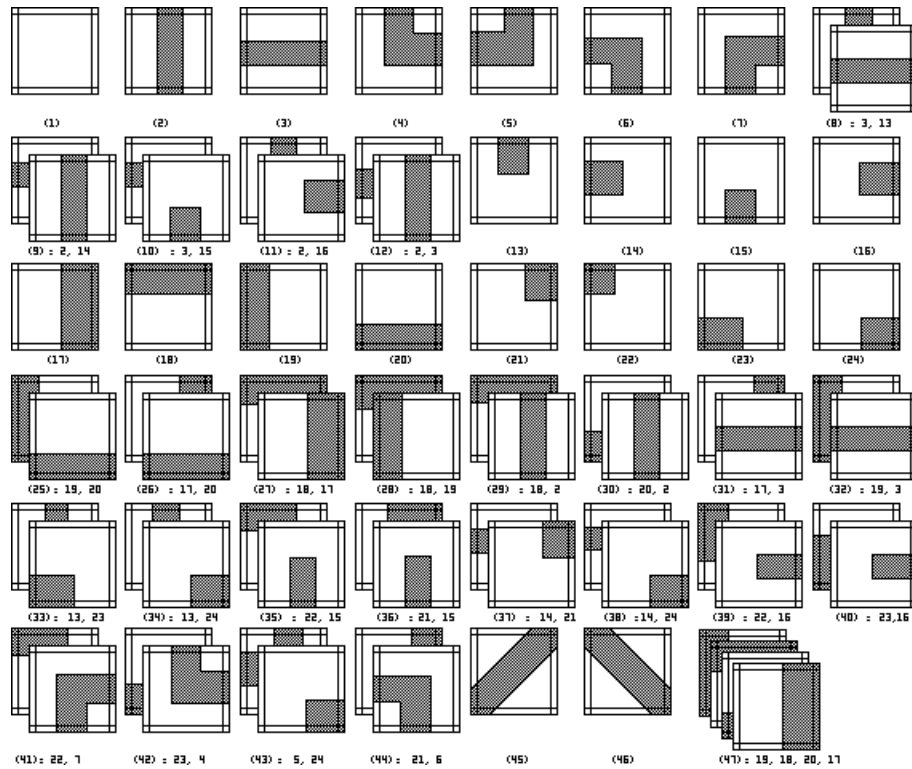 (1) (2) (3) (4) (5) (6) (7) (8) : 3, 13
(9) : 2, 14 (10) : 3, 15 (11) : 2, 16 (12) : 2, 3 (13) (14) (15) (16)
(17) (18) (19) (20) (21) (22) (23) (24)
(25) : 19, 20 (26) : 17, 20 (27) : 18, 17 (28) : 18, 19 (29) : 18, 2 (30) : 20, 2 (31) : 17, 3 (32) : 19, 3
(33) : 13, 23 (34) : 13, 24 (35) : 22, 15 (36) : 21, 15 (37) : 14, 21 (38) : 14, 24 (39) : 22, 16 (40) : 23,16
(41) : 22, 7 (42) : 23, 4 (43) : 5, 24 (44) : 21, 6 (45) (46) (47) : 19, 18, 20, 17